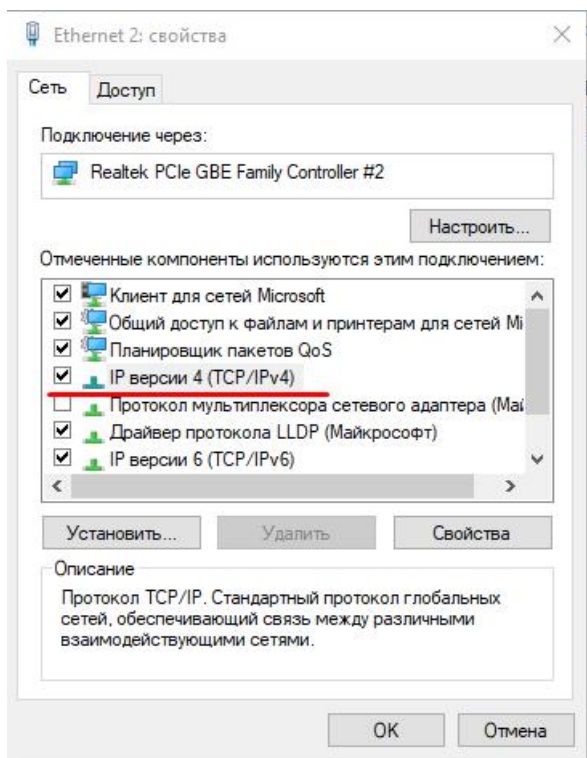 Ethernet 2: свойства
Сеть Доступ
Подключение через:
Realtek PCIe GBE Family Controller #2
Настроить...
Отмеченные компоненты используются этим подключением:
Клиент для сетей Microsoft
Общий доступ к файлам и принтерам для сетей Mi
Планировщик пакетов QoS
IP версии 4 (TCP/IPv4)
Протокол мультиплексора сетевого адаптера (Май
Драйвер протокола LLDP (Майкрософт)
IP версии 6 (TCP/IPv6)
Установить... Удалить Свойства
Описание
Протокол TCP/IP. Стандартный протокол глобальных
сетей, обеспечивающий связь между различными
взаимодействующими сетями.
OK Отмена